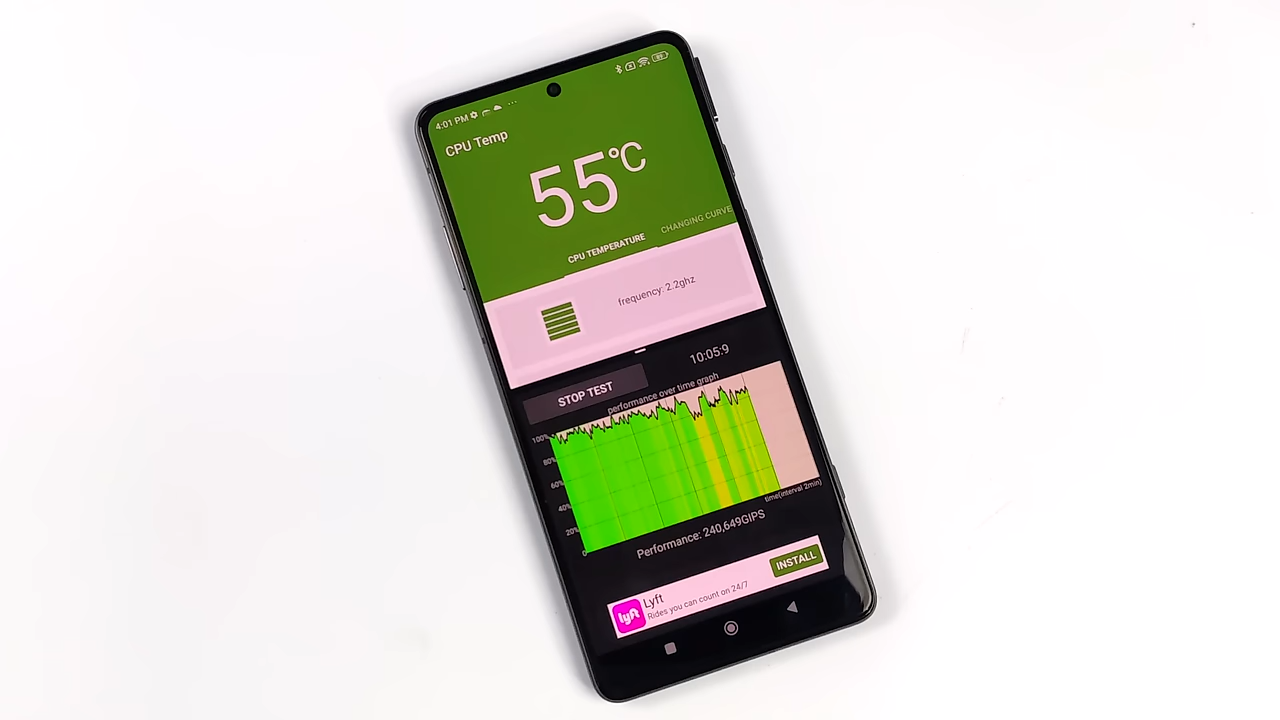 4:01 PM
CPU Temp
55°C
CPU TEMPERATURE
CHANGING CURVE
frequency: 2.2ghz
STOP TEST
10:05:9
performance over time graph
100%
80%
60%
40%
20%
0
time(interval 2min)
Performance: 240,649GIPS
lyft
Lyft
Rides you can count on 24/7
INSTALL